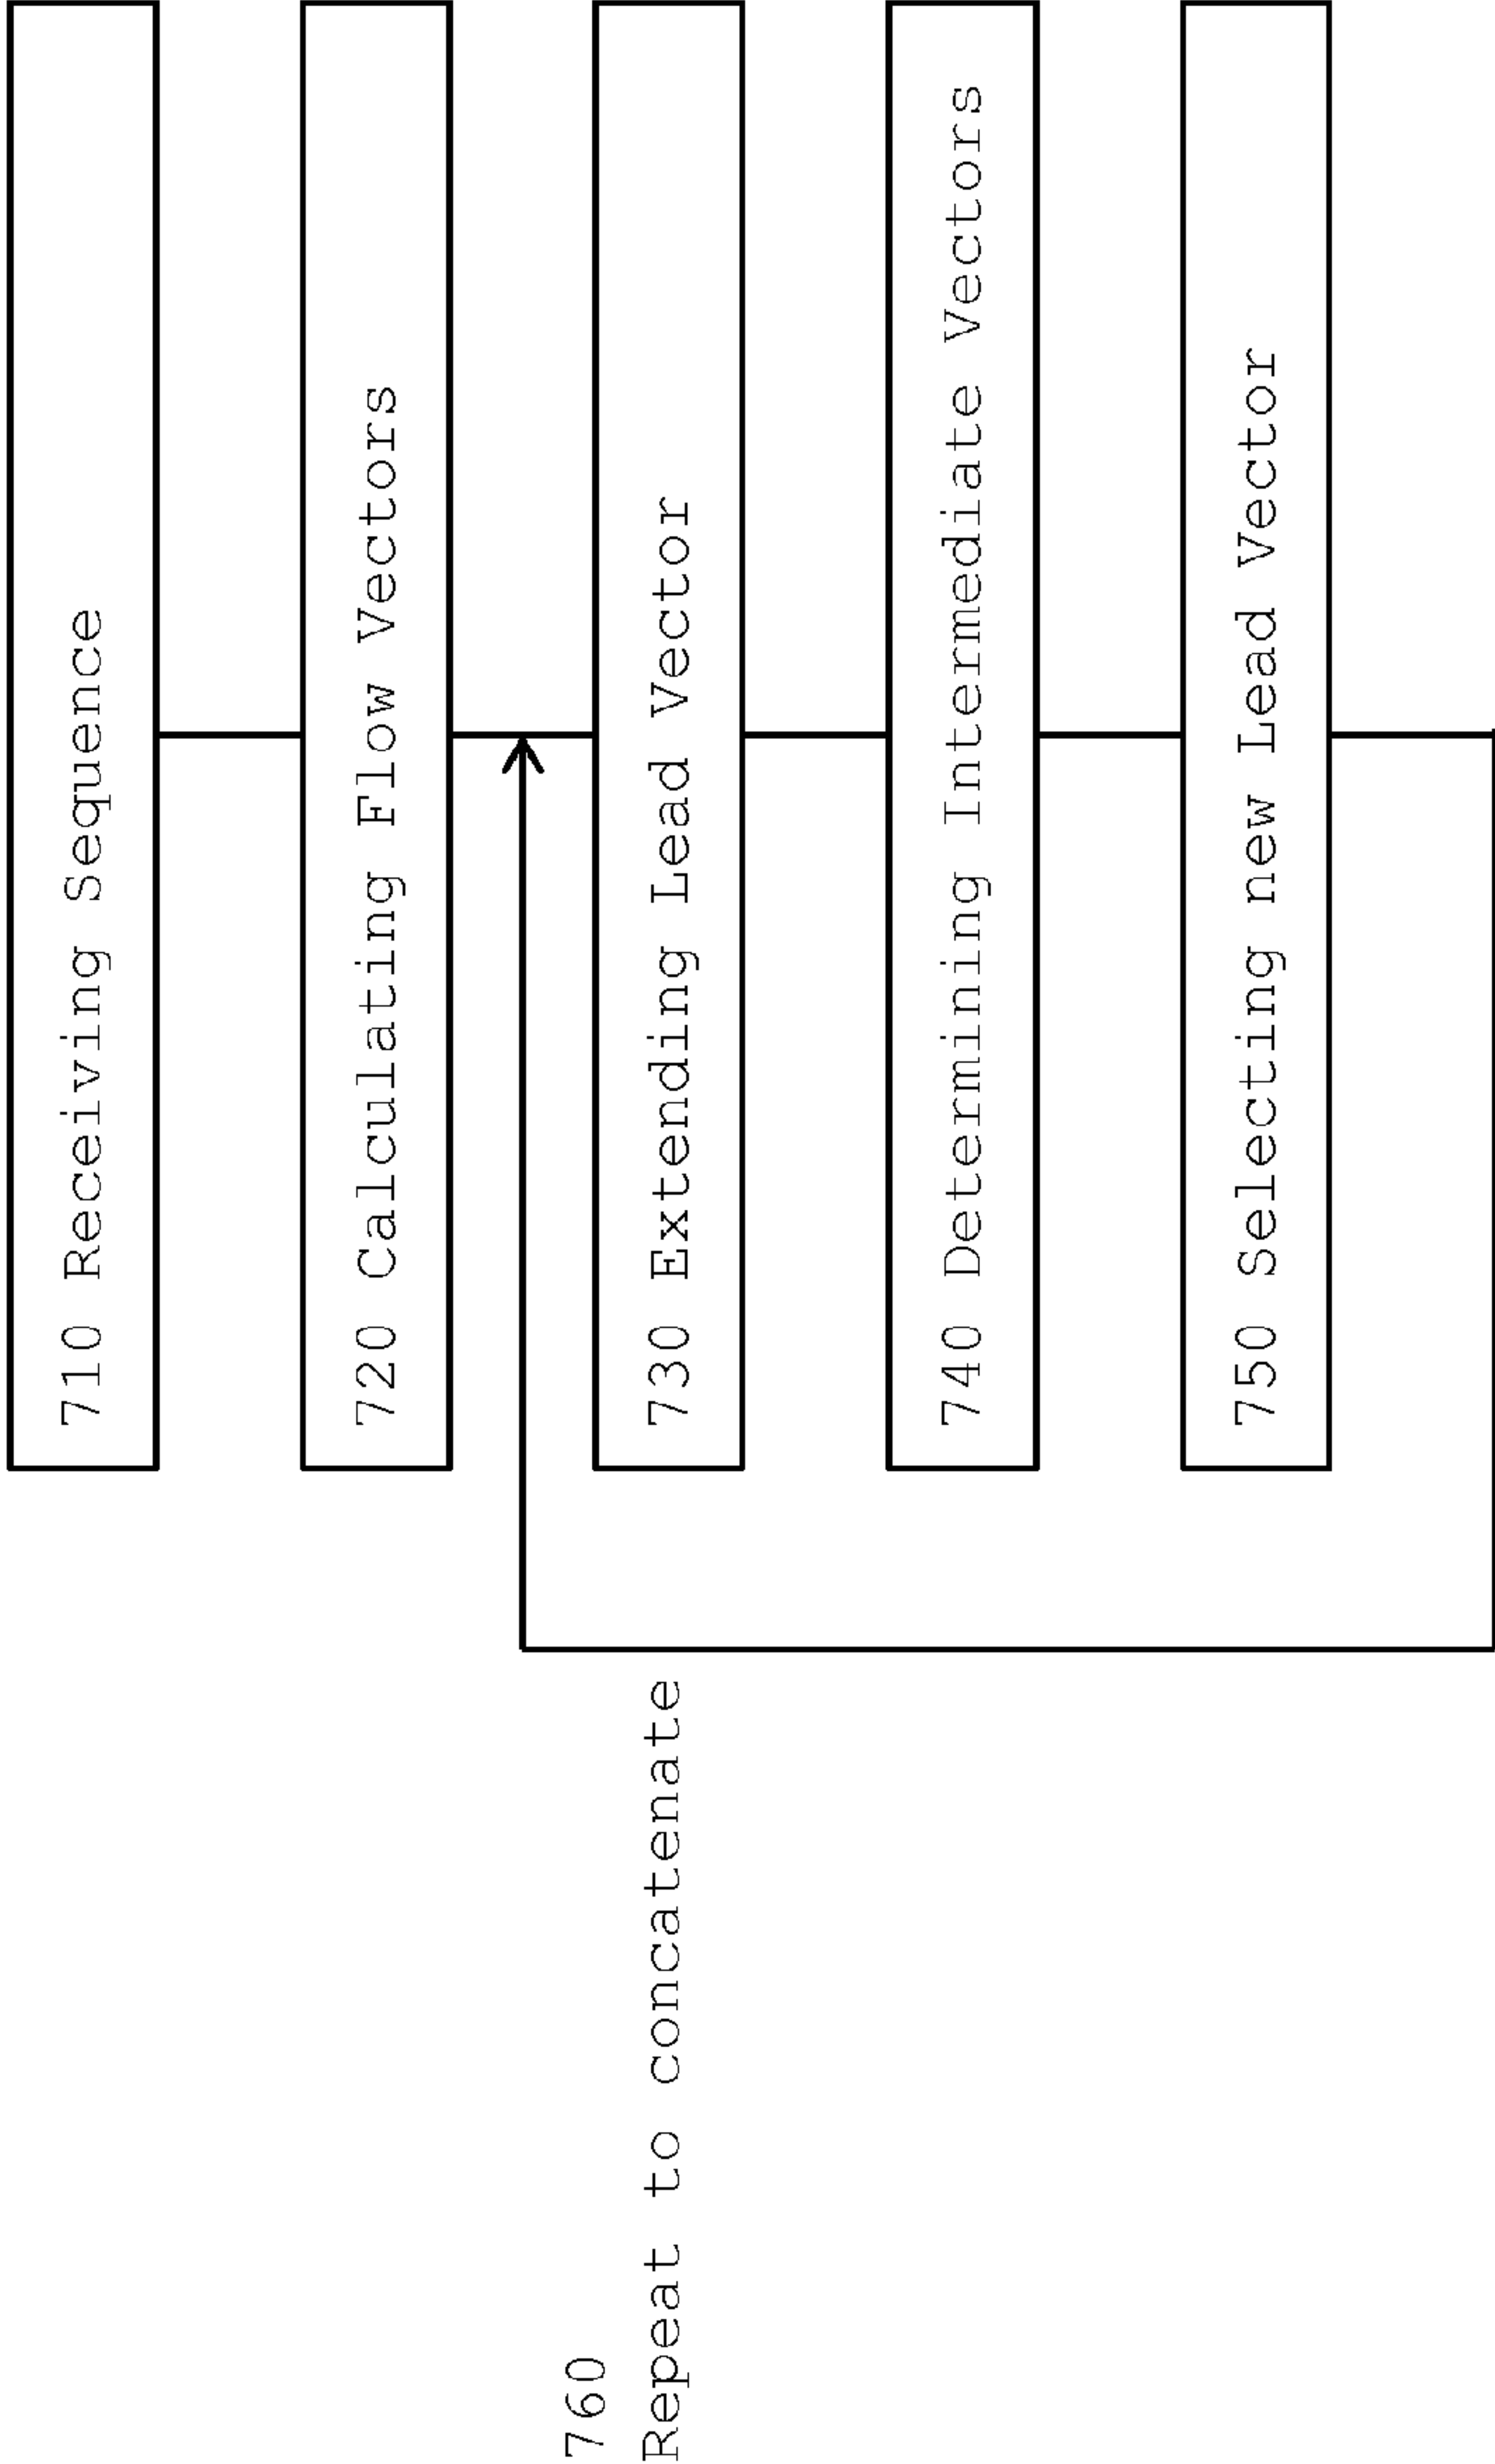 710 Receiving Sequence
720 Calculating Flow Vectors
730 Extending Lead Vector
740 Determining Intermediate Vectors
750 Selecting new Lead Vector
760
Repeat to concatenate